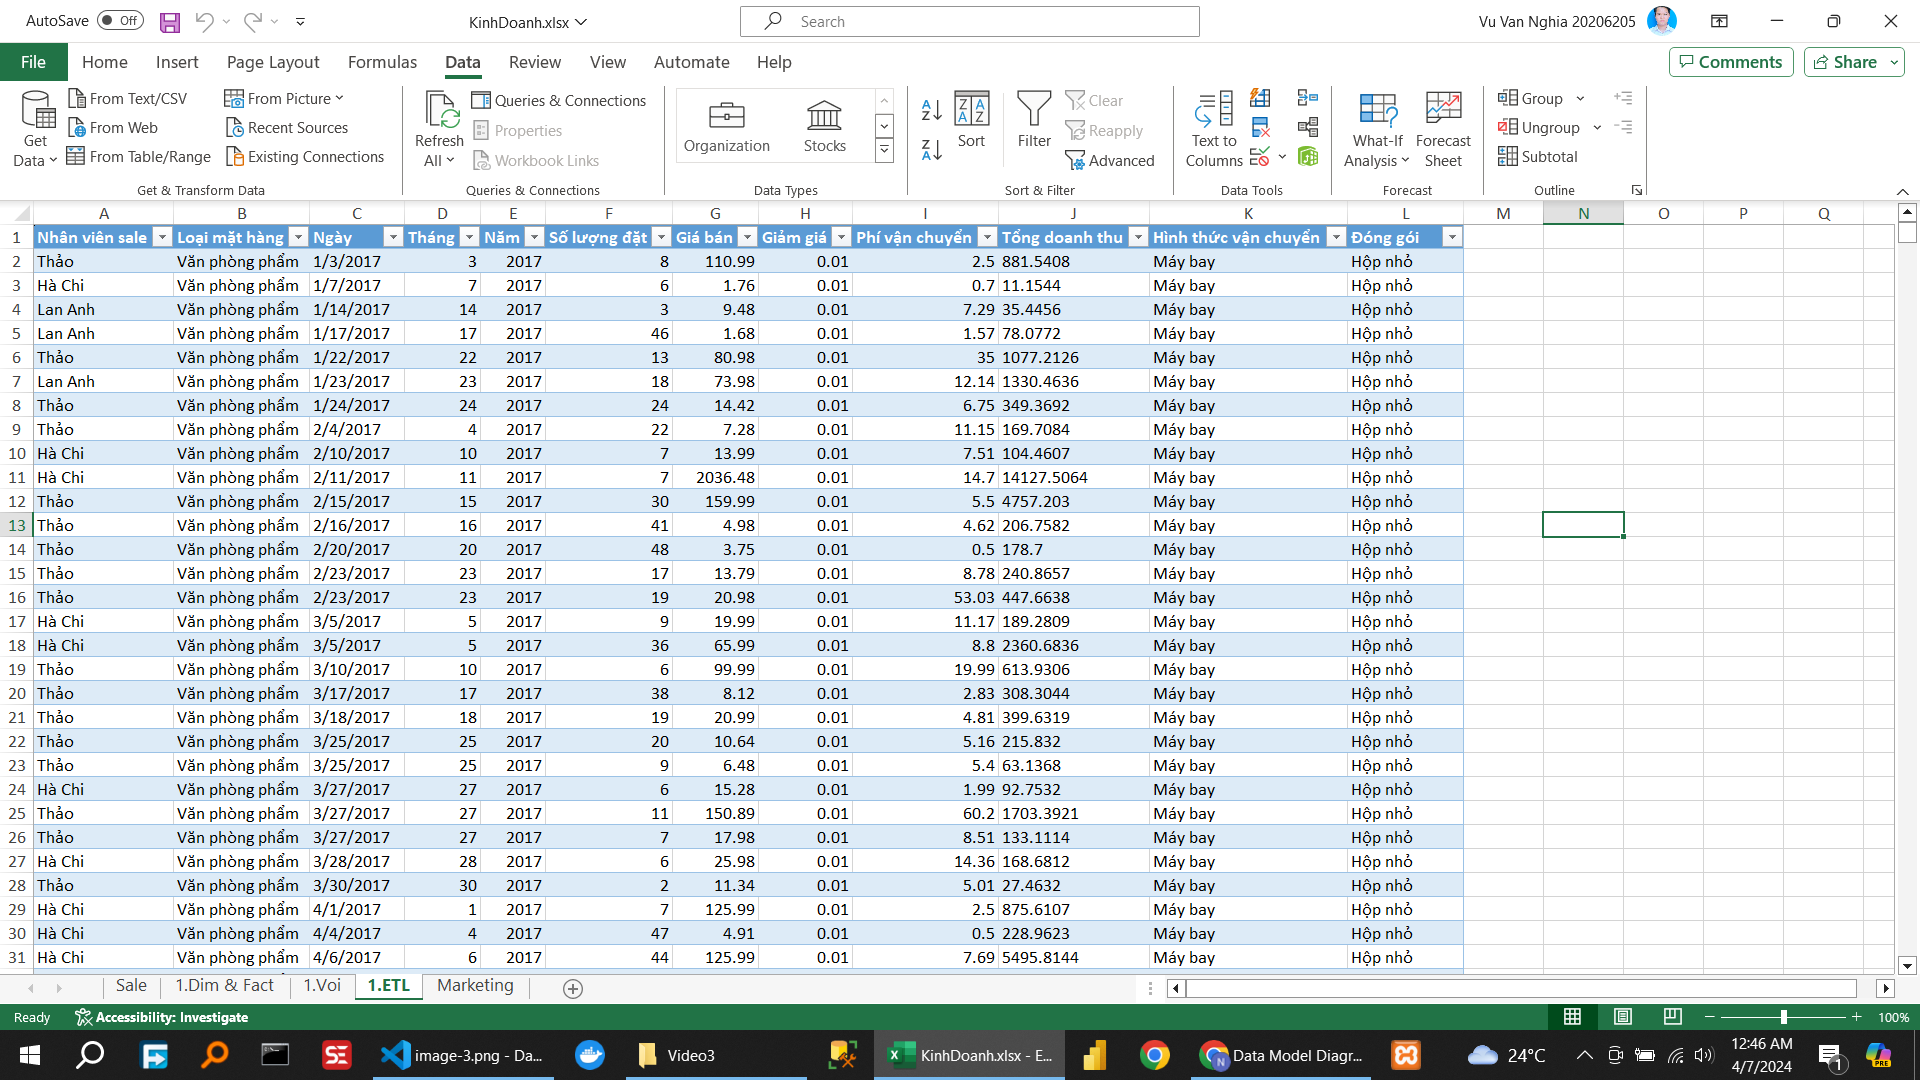 AutoSave Off KinhDoanh.xlsx Search Vu Van Nghia 20206205
File Home Insert Page Layout Formulas Data Review View Automate Help Comments Share
Get Data From Text/CSV From Web From Table/Range From Picture Recent Sources Existing Connections
Refresh All Queries & Connections Properties Workbook Links
Organization Stocks
Sort Filter Clear Reapply Advanced
Text to Columns What-If Analysis Forecast Sheet
Group Ungroup Subtotal
Get & Transform Data Queries & Connections Data Types Sort & Filter Data Tools Forecast Outline
A B C D E F G H I J K L M N O P Q
1 Nhân viên sale Loại mặt hàng Ngày Tháng Năm Số lượng đặt Giá bán Giảm giá Phí vận chuyển Tổng doanh thu Hình thức vận chuyển Đóng gói
2 Thảo Văn phòng phẩm 1/3/2017 3 2017 8 110.99 0.01 2.5 881.5408 Máy bay Hộp nhỏ
3 Hà Chi Văn phòng phẩm 1/7/2017 7 2017 6 1.76 0.01 0.7 11.1544 Máy bay Hộp nhỏ
4 Lan Anh Văn phòng phẩm 1/14/2017 14 2017 3 9.48 0.01 7.29 35.4456 Máy bay Hộp nhỏ
5 Lan Anh Văn phòng phẩm 1/17/2017 17 2017 46 1.68 0.01 1.57 78.0772 Máy bay Hộp nhỏ
6 Thảo Văn phòng phẩm 1/22/2017 22 2017 13 80.98 0.01 35 1077.2126 Máy bay Hộp nhỏ
7 Lan Anh Văn phòng phẩm 1/23/2017 23 2017 18 73.98 0.01 12.14 1330.4636 Máy bay Hộp nhỏ
8 Thảo Văn phòng phẩm 1/24/2017 24 2017 24 14.42 0.01 6.75 349.3692 Máy bay Hộp nhỏ
9 Thảo Văn phòng phẩm 2/4/2017 4 2017 22 7.28 0.01 11.15 169.7084 Máy bay Hộp nhỏ
10 Hà Chi Văn phòng phẩm 2/10/2017 10 2017 7 13.99 0.01 7.51 104.4607 Máy bay Hộp nhỏ
11 Hà Chi Văn phòng phẩm 2/11/2017 11 2017 7 2036.48 0.01 14.7 14127.5064 Máy bay Hộp nhỏ
12 Thảo Văn phòng phẩm 2/15/2017 15 2017 30 159.99 0.01 5.5 4757.203 Máy bay Hộp nhỏ
13 Thảo Văn phòng phẩm 2/16/2017 16 2017 41 4.98 0.01 4.62 206.7582 Máy bay Hộp nhỏ
14 Thảo Văn phòng phẩm 2/20/2017 20 2017 48 3.75 0.01 0.5 178.7 Máy bay Hộp nhỏ
15 Thảo Văn phòng phẩm 2/23/2017 23 2017 17 13.79 0.01 8.78 240.8657 Máy bay Hộp nhỏ
16 Thảo Văn phòng phẩm 2/23/2017 23 2017 19 20.98 0.01 53.03 447.6638 Máy bay Hộp nhỏ
17 Hà Chi Văn phòng phẩm 3/5/2017 5 2017 9 19.99 0.01 11.17 189.2809 Máy bay Hộp nhỏ
18 Hà Chi Văn phòng phẩm 3/5/2017 5 2017 36 65.99 0.01 8.8 2360.6836 Máy bay Hộp nhỏ
19 Thảo Văn phòng phẩm 3/10/2017 10 2017 6 99.99 0.01 19.99 613.9306 Máy bay Hộp nhỏ
20 Thảo Văn phòng phẩm 3/17/2017 17 2017 38 8.12 0.01 2.83 308.3044 Máy bay Hộp nhỏ
21 Thảo Văn phòng phẩm 3/18/2017 18 2017 19 20.99 0.01 4.81 399.6319 Máy bay Hộp nhỏ
22 Thảo Văn phòng phẩm 3/25/2017 25 2017 20 10.64 0.01 5.16 215.832 Máy bay Hộp nhỏ
23 Thảo Văn phòng phẩm 3/25/2017 25 2017 9 6.48 0.01 5.4 63.1368 Máy bay Hộp nhỏ
24 Hà Chi Văn phòng phẩm 3/27/2017 27 2017 6 15.28 0.01 1.99 92.7532 Máy bay Hộp nhỏ
25 Thảo Văn phòng phẩm 3/27/2017 27 2017 11 150.89 0.01 60.2 1703.3921 Máy bay Hộp nhỏ
26 Thảo Văn phòng phẩm 3/27/2017 27 2017 7 17.98 0.01 8.51 133.1114 Máy bay Hộp nhỏ
27 Hà Chi Văn phòng phẩm 3/28/2017 28 2017 6 25.98 0.01 14.36 168.6812 Máy bay Hộp nhỏ
28 Thảo Văn phòng phẩm 3/30/2017 30 2017 2 11.34 0.01 5.01 27.4632 Máy bay Hộp nhỏ
29 Hà Chi Văn phòng phẩm 4/1/2017 1 2017 7 125.99 0.01 2.5 875.6107 Máy bay Hộp nhỏ
30 Hà Chi Văn phòng phẩm 4/4/2017 4 2017 47 4.91 0.01 0.5 228.9623 Máy bay Hộp nhỏ
31 Hà Chi Văn phòng phẩm 4/6/2017 6 2017 44 125.99 0.01 7.69 5495.8144 Máy bay Hộp nhỏ
Sale 1.Dim & Fact 1.Voi 1.ETL Marketing
Ready Accessibility: Investigate 100%
image-3.png - Da... Video3 KinhDoanh.xlsx - E... Data Model Diagr... 24°C 12:46 AM
4/7/2024